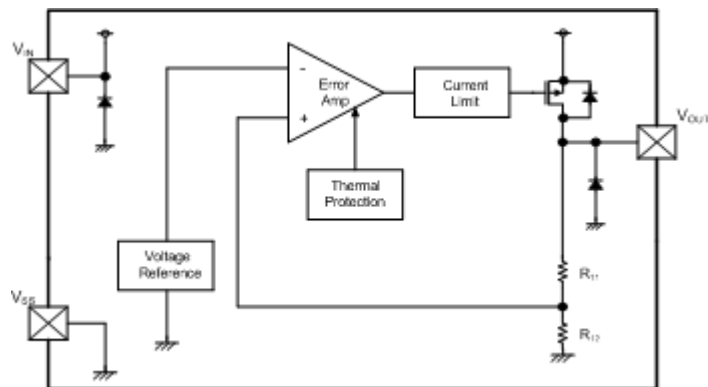 VIN
-
Error
Amp
+
Current
Limit
VOUT
Thermal
Protection
Voltage
Reference
R11
VSS
R12